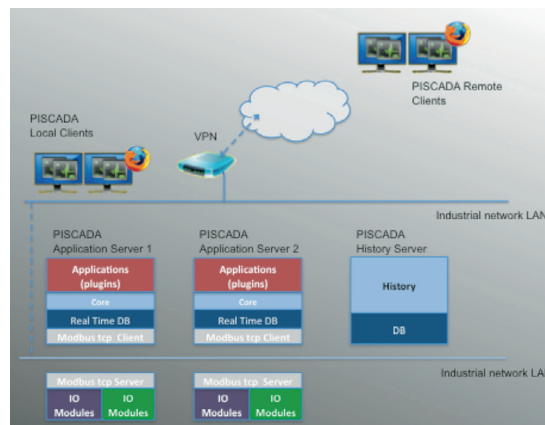 PISCADA Remote
Clients
PISCADA
Local Clients
VPN
Industrial network LAN
PISCADA
Application Server 1
PISCADA
Application Server 2
PISCADA
History Server
Applications
(plugins)
Core
Real Time DB
Modbus tcp Client
Applications
(plugins)
Core
Real Time DB
Modbus tcp Client
History
DB
Industrial network LA
Modbus tcp Server
IO
Modules
IO
Modules
Modbus tcp Server
IO
Modules
IO
Modules